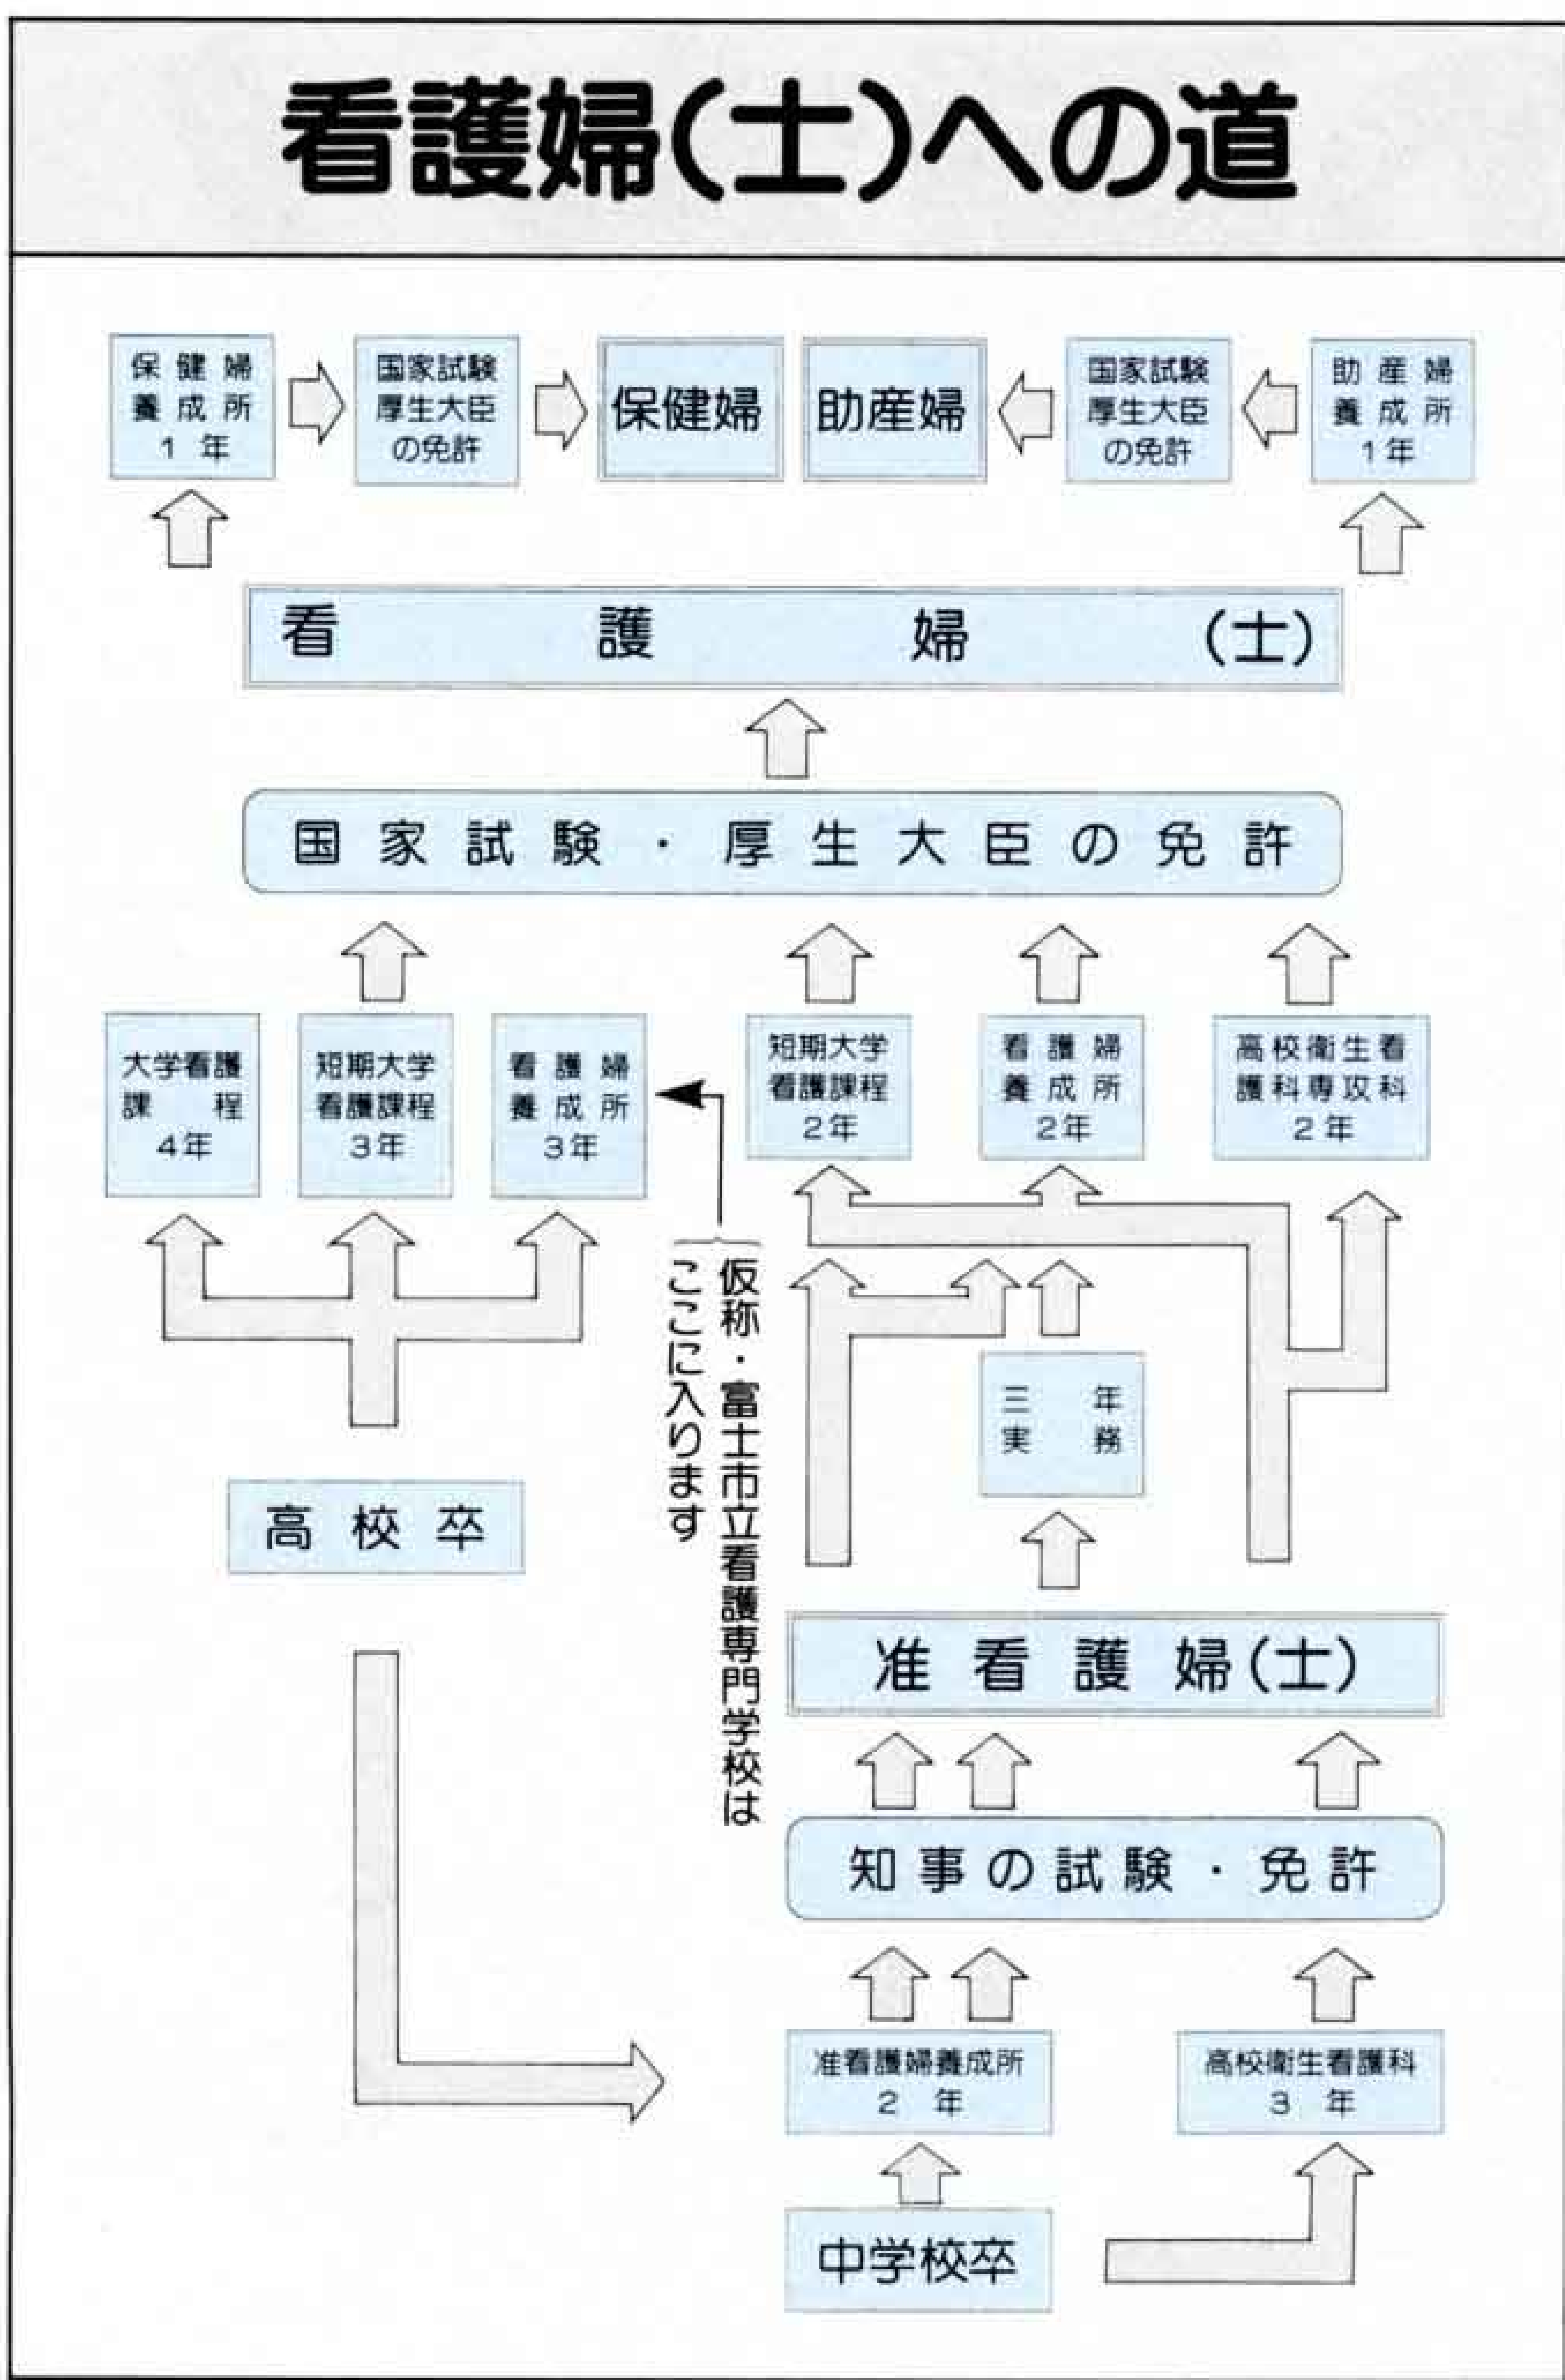 看護婦(士)への道
保健婦
養成所
1年
国家試験
厚生大臣
の免許
保健婦
助産婦
国家試験
厚生大臣
の免許
助産婦
養成所
1年
看護婦(士)
国家試験・厚生大臣の免許
大学看護
課程
4年
短期大学
看護課程
3年
看護婦
養成所
3年
短期大学
看護課程
2年
看護婦
養成所
2年
高校衛生看
護科専攻科
2年
仮称・富士市立看護専門学校は
ここに入ります
三年
実務
高校卒
准看護婦(士)
知事の試験・免許
准看護婦養成所
2年
高校衛生看護科
3年
中学校卒